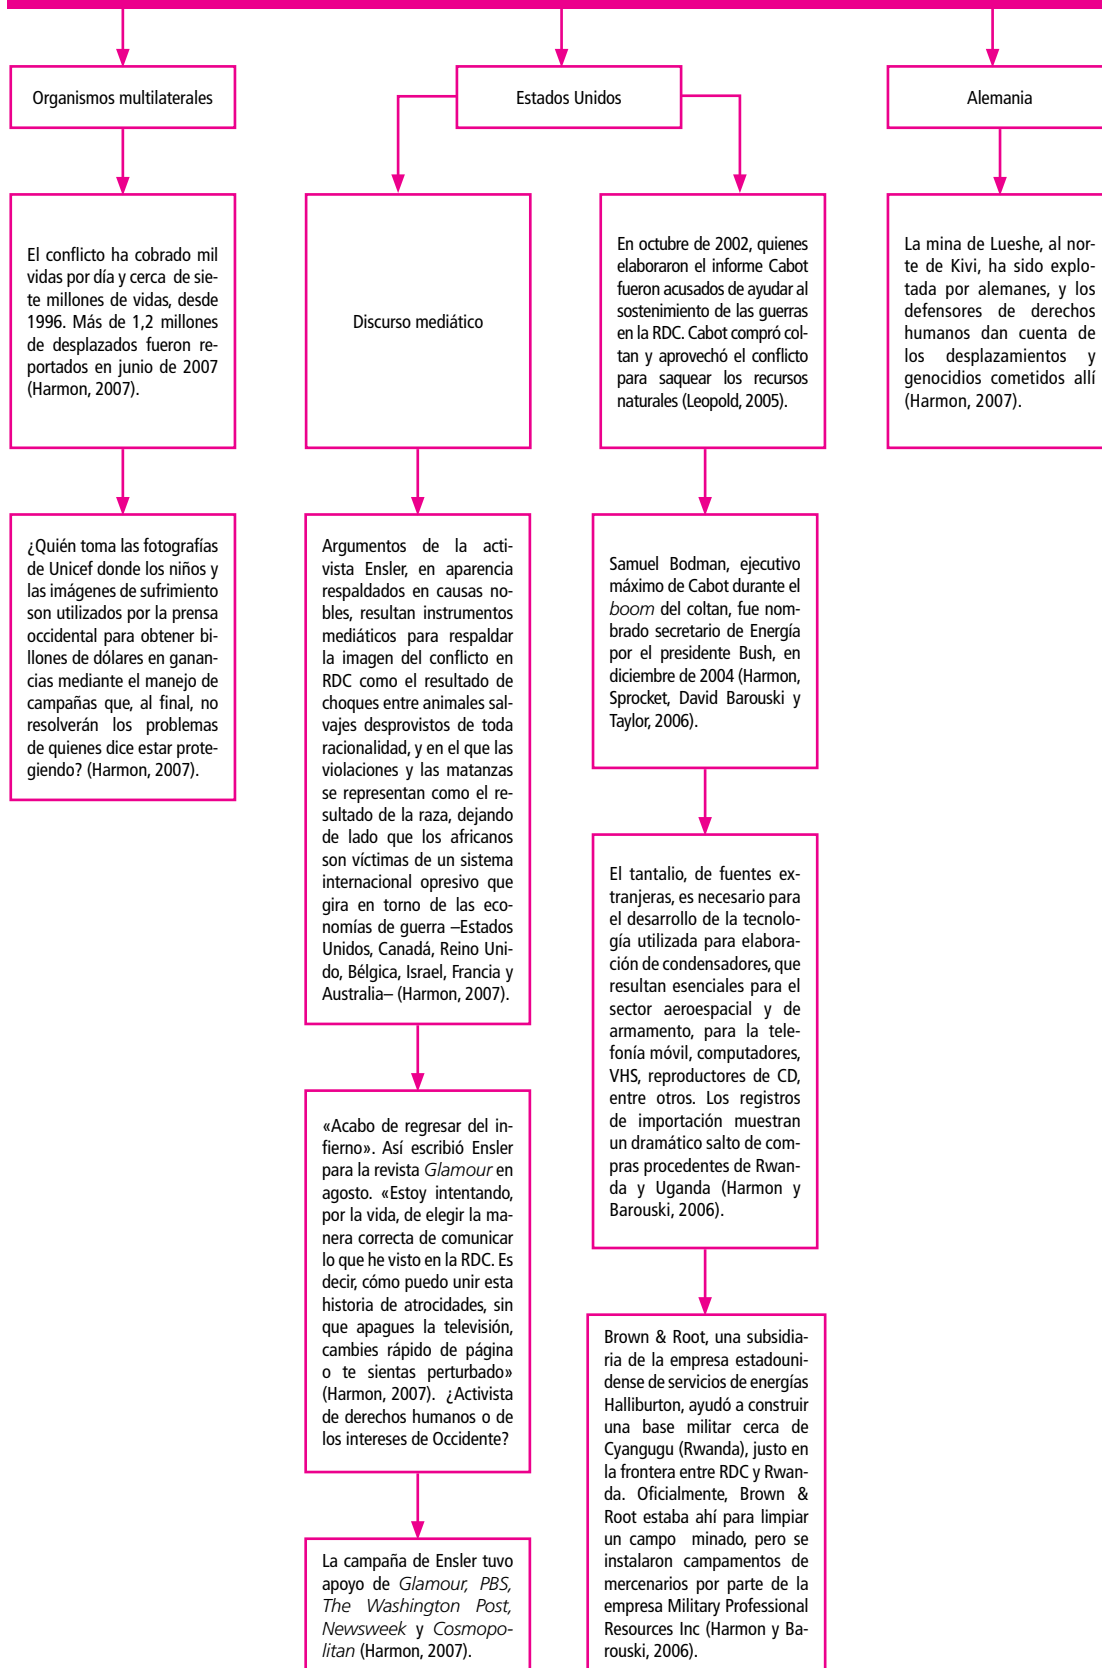 Organismos multilaterales
El conflicto ha cobrado mil
vidas por día y cerca de sie-
te millones de vidas, desde
1996. Más de 1,2 millones
de desplazados fueron re-
portados en junio de 2007
(Harmon, 2007).
¿Quién toma las fotografías
de Unicef donde los niños y
las imágenes de sufrimiento
son utilizados por la prensa
occidental para obtener bi-
llones de dólares en ganan-
cias mediante el manejo de
campañas que, al final, no
resolverán los problemas
de quienes dice estar prote-
giendo? (Harmon, 2007).
Estados Unidos
Discurso mediático
Argumentos de la acti-
vista Ensler, en aparencia
respaldados en causas no-
bles, resultan instrumentos
mediáticos para respaldar
la imagen del conflicto en
RDC como el resultado de
choques entre animales sal-
vajes desprovistos de toda
racionalidad, y en el que las
violaciones y las matanzas
se representan como el re-
sultado de la raza, dejando
de lado que los africanos
son víctimas de un sistema
internacional opresivo que
gira en torno de las eco-
nomías de guerra –Estados
Unidos, Canadá, Reino Uni-
do, Bélgica, Israel, Francia y
Australia– (Harmon, 2007).
«Acabo de regresar del in-
fierno». Así escribió Ensler
para la revista Glamour en
agosto. «Estoy intentando,
por la vida, de elegir la ma-
nera correcta de comunicar
lo que he visto en la RDC. Es
decir, cómo puedo unir esta
historia de atrocidades, sin
que apagues la televisión,
cambies rápido de página
o te sientas perturbado»
(Harmon, 2007). ¿Activista
de derechos humanos o de
los intereses de Occidente?
La campaña de Ensler tuvo
apoyo de Glamour, PBS,
The Washington Post,
Newsweek y Cosmopo-
litan (Harmon, 2007).
En octubre de 2002, quienes
elaboraron el informe Cabot
fueron acusados de ayudar al
sostenimiento de las guerras
en la RDC. Cabot compró col-
tan y aprovechó el conflicto
para saquear los recursos
naturales (Leopold, 2005).
Samuel Bodman, ejecutivo
máximo de Cabot durante el
boom del coltan, fue nom-
brado secretario de Energía
por el presidente Bush, en
diciembre de 2004 (Harmon,
Sprocket, David Barouski y
Taylor, 2006).
El tantalio, de fuentes ex-
tranjeras, es necesario para
el desarrollo de la tecnolo-
gía utilizada para elabora-
ción de condensadores, que
resultan esenciales para el
sector aeroespacial y de
armamento, para la tele-
fonía móvil, computadores,
VHS, reproductores de CD,
entre otros. Los registros
de importación muestran
un dramático salto de com-
pras procedentes de Rwan-
da y Uganda (Harmon y
Barouski, 2006).
Brown & Root, una subsidia-
ria de la empresa estadouni-
dense de servicios de energías
Halliburton, ayudó a construir
una base militar cerca de
Cyangugu (Rwanda), justo en
la frontera entre RDC y Rwan-
da. Oficialmente, Brown &
Root estaba ahí para limpiar
un campo minado, pero se
instalaron campamentos de
mercenarios por parte de la
empresa Military Professional
Resources Inc (Harmon y Ba-
rouski, 2006).
Alemania
La mina de Lueshe, al nor-
te de Kivi, ha sido explo-
tada por alemanes, y los
defensores de derechos
humanos dan cuenta de
los desplazamientos y
genocidios cometidos allí
(Harmon, 2007).